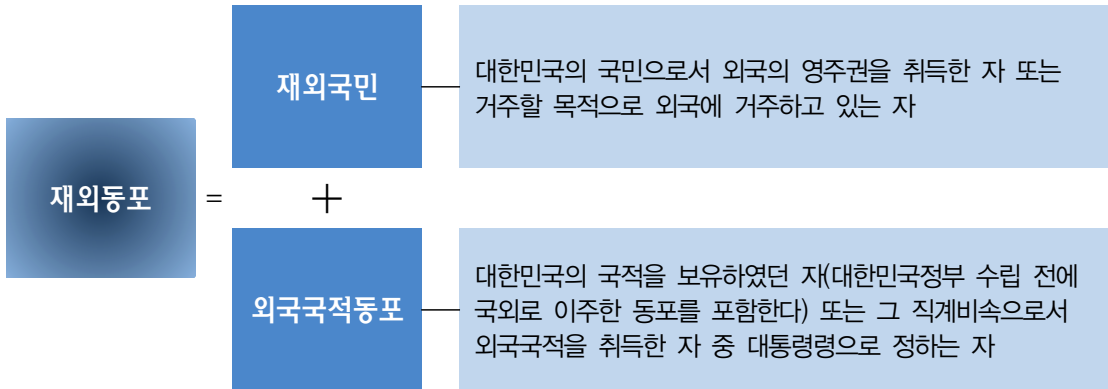 재외국민
대한민국의 국민으로서 외국의 영주권을 취득한 자 또는
거주할 목적으로 외국에 거주하고 있는 자
재외동포
=
+
외국국적동포
대한민국의 국적을 보유하였던 자(대한민국정부 수립 전에
국외로 이주한 동포를 포함한다) 또는 그 직계비속으로서
외국국적을 취득한 자 중 대통령령으로 정하는 자